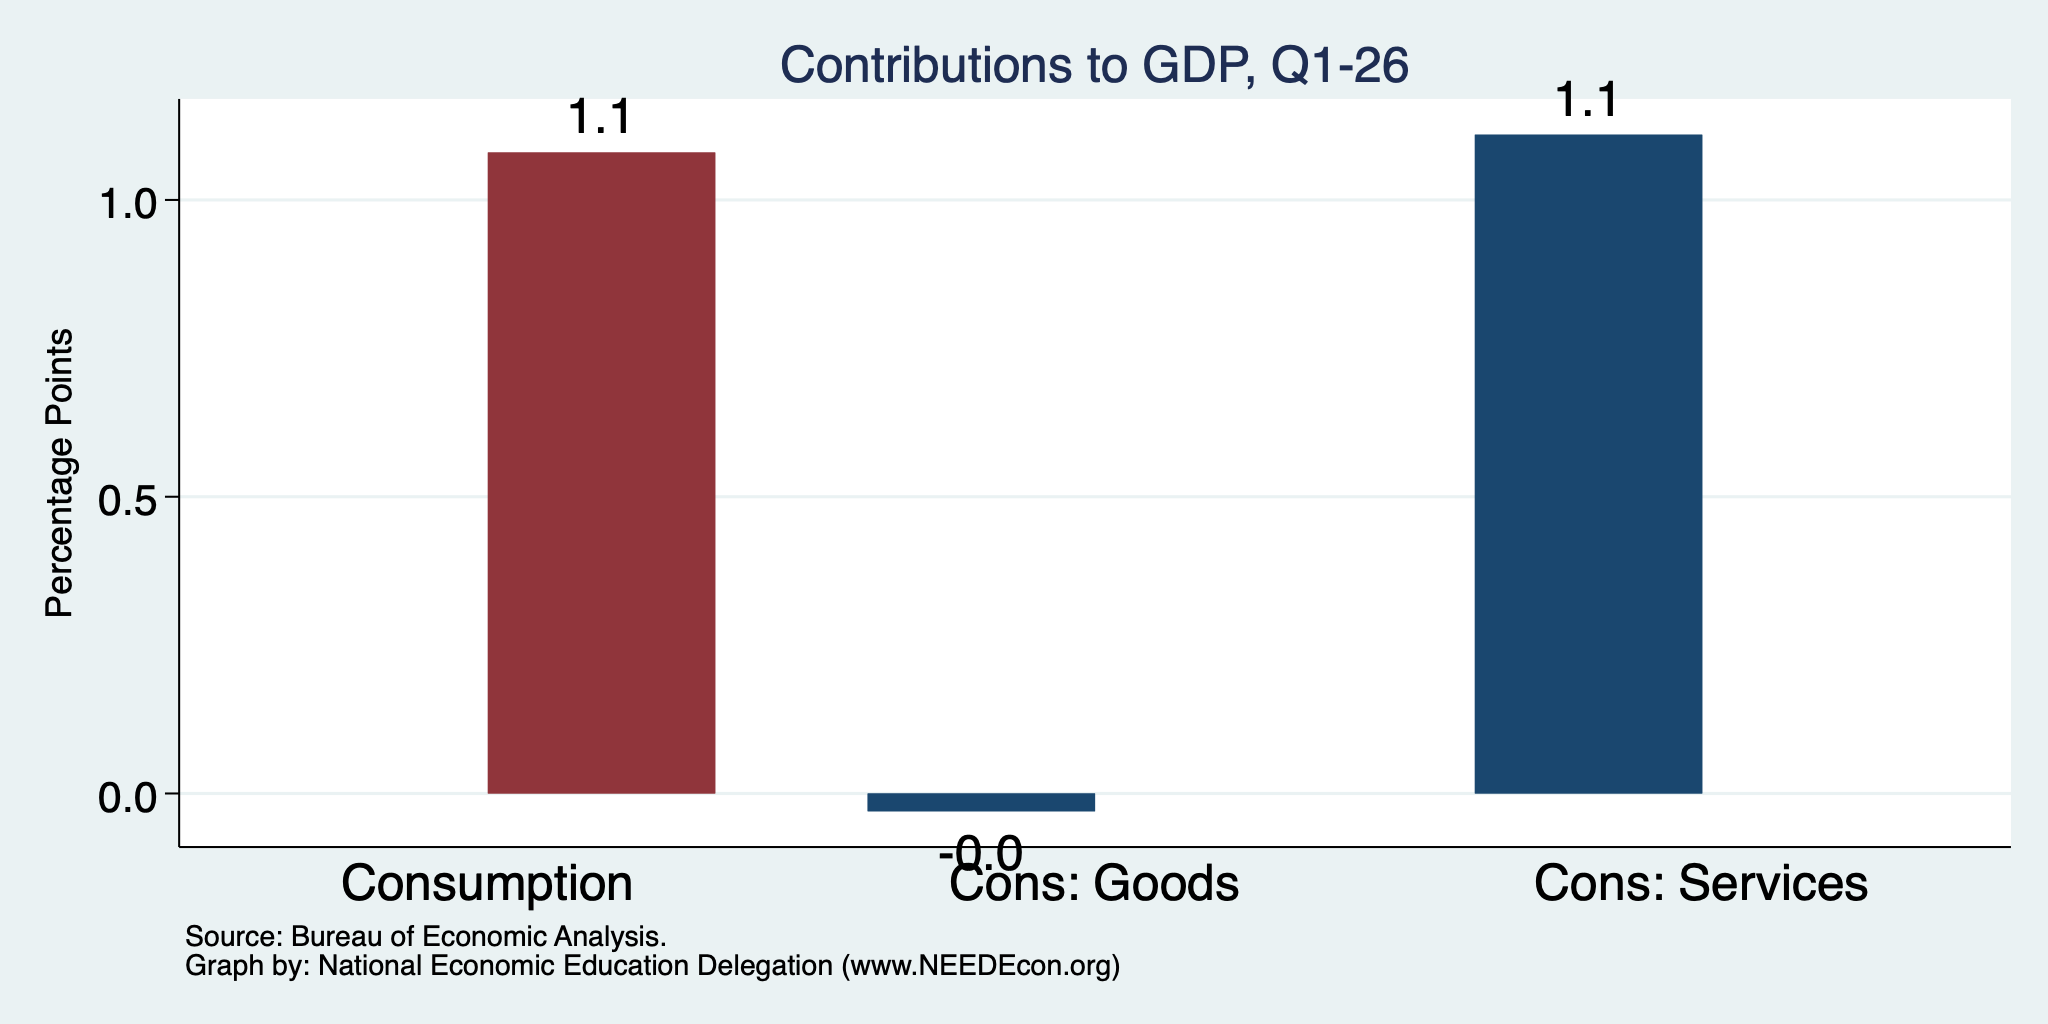 Contributions to GDP, Q1-26
1.1
1.1
1.0
0.5
0.0
Percentage Points
-0.0
Consumption
Cons: Goods
Cons: Services
Source: Bureau of Economic Analysis.
Graph by: National Economic Education Delegation (www.NEEDEcon.org)